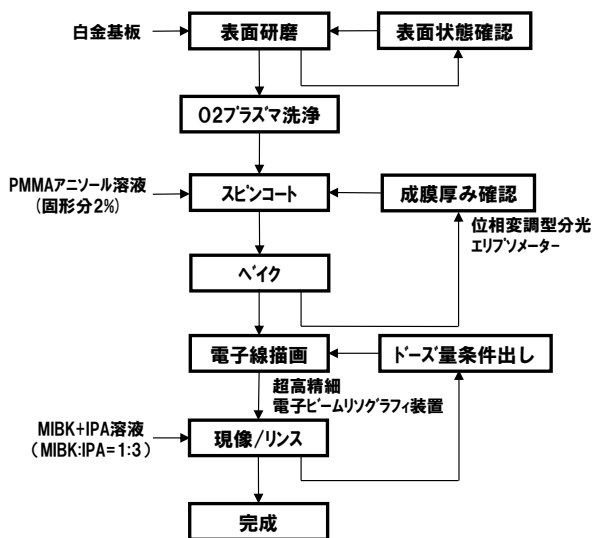 白金基板
表面研磨
表面状態確認
O2プラズマ洗浄
PMMAアニソール溶液
(固形分2%)
スピンコート
成膜厚み確認
位相変調型分光
エリプソメーター
ベイク
電子線描画
ドーズ量条件出し
超高精細
電子ビームリソグラフィ装置
MIBK+IPA溶液
(MIBK:IPA=1:3)
現像/リンス
完成